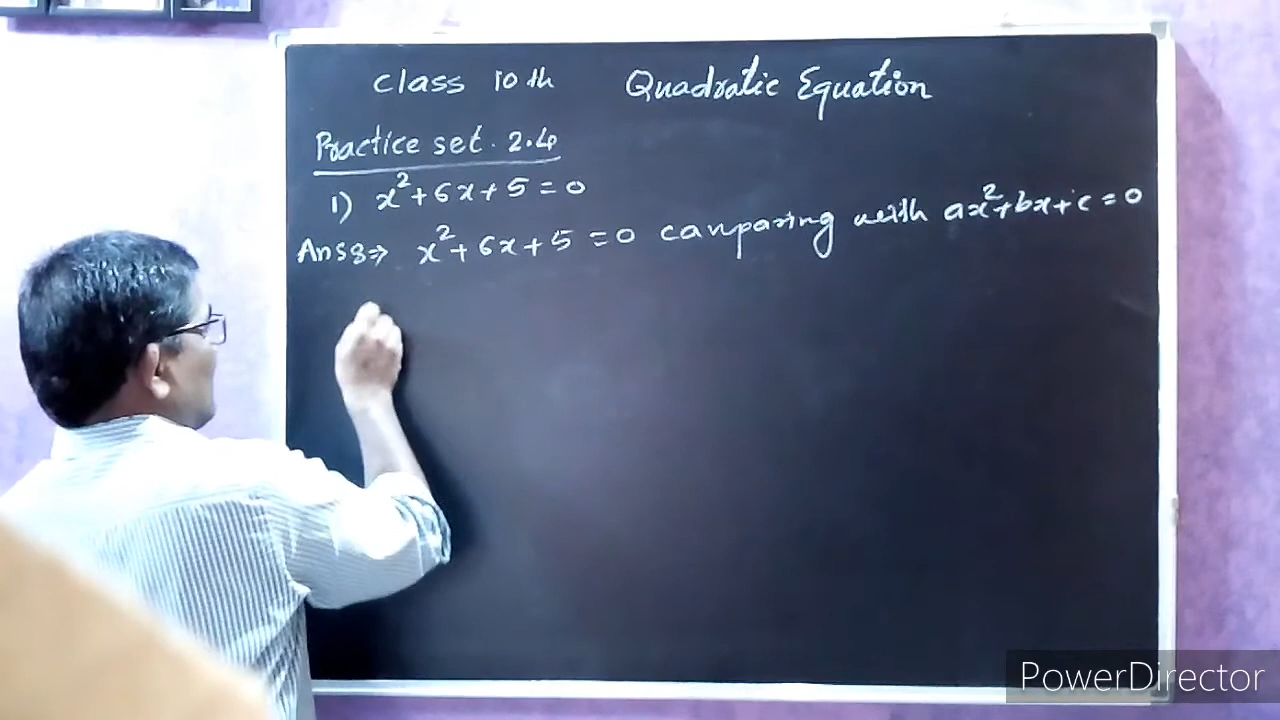 Class 10th Quadratic Equation
Practice set. 2.4
1) x²+6x+5=0
Ans⇒ x²+6x+5=0 comparing with ax²+bx+c=0
PowerDirector